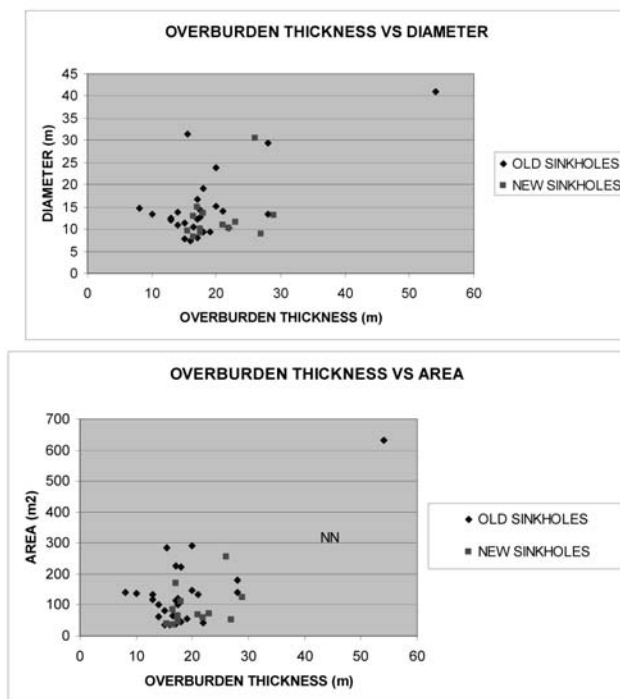 OVERBURDEN THICKNESS VS DIAMETER
45
40
35
30
25
20
15
10
5
0
DIAMETER (m)
0 10 20 30 40 50 60
OVERBURDEN THICKNESS (m)
OLD SINKHOLES
NEW SINKHOLES
OVERBURDEN THICKNESS VS AREA
700
600
500
400
300
200
100
0
AREA (m2)
NN
0 10 20 30 40 50 60
OVERBURDEN THICKNESS (m)
OLD SINKHOLES
NEW SINKHOLES